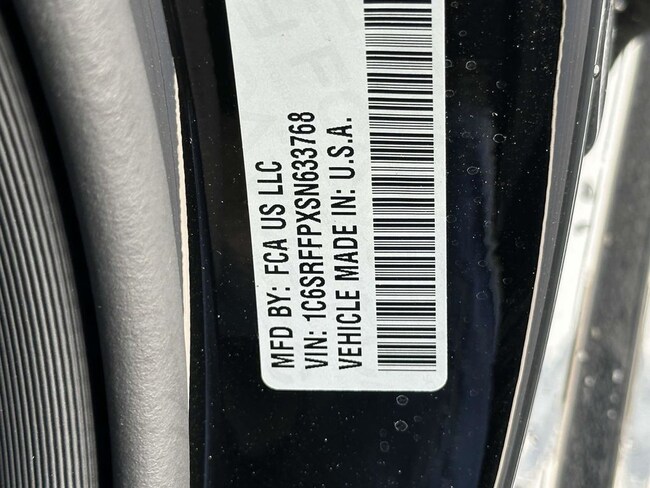 MFD BY: FCA US LLC
VIN: 1C6SRFFPXSN633768
VEHICLE MADE IN: U.S.A.